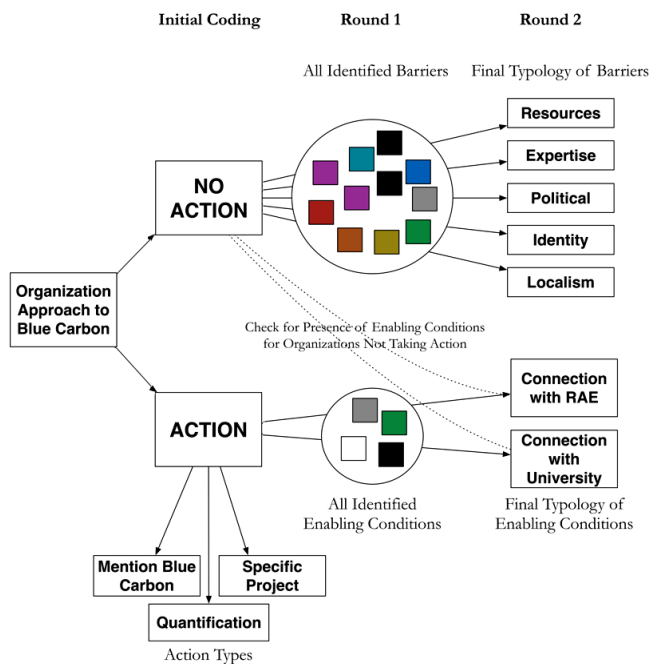 Initial Coding
Round 1
Round 2
All Identified Barriers
Final Typology of Barriers
Resources
Expertise
Political
Identity
Localism
NO
ACTION
Organization
Approach to
Blue Carbon
Check for Presence of Enabling Conditions
for Organizations Not Taking Action
ACTION
Connection
with RAE
Connection
with
University
All Identified
Enabling Conditions
Final Typology of
Enabling Conditions
Mention Blue
Carbon
Specific
Project
Quantification
Action Types